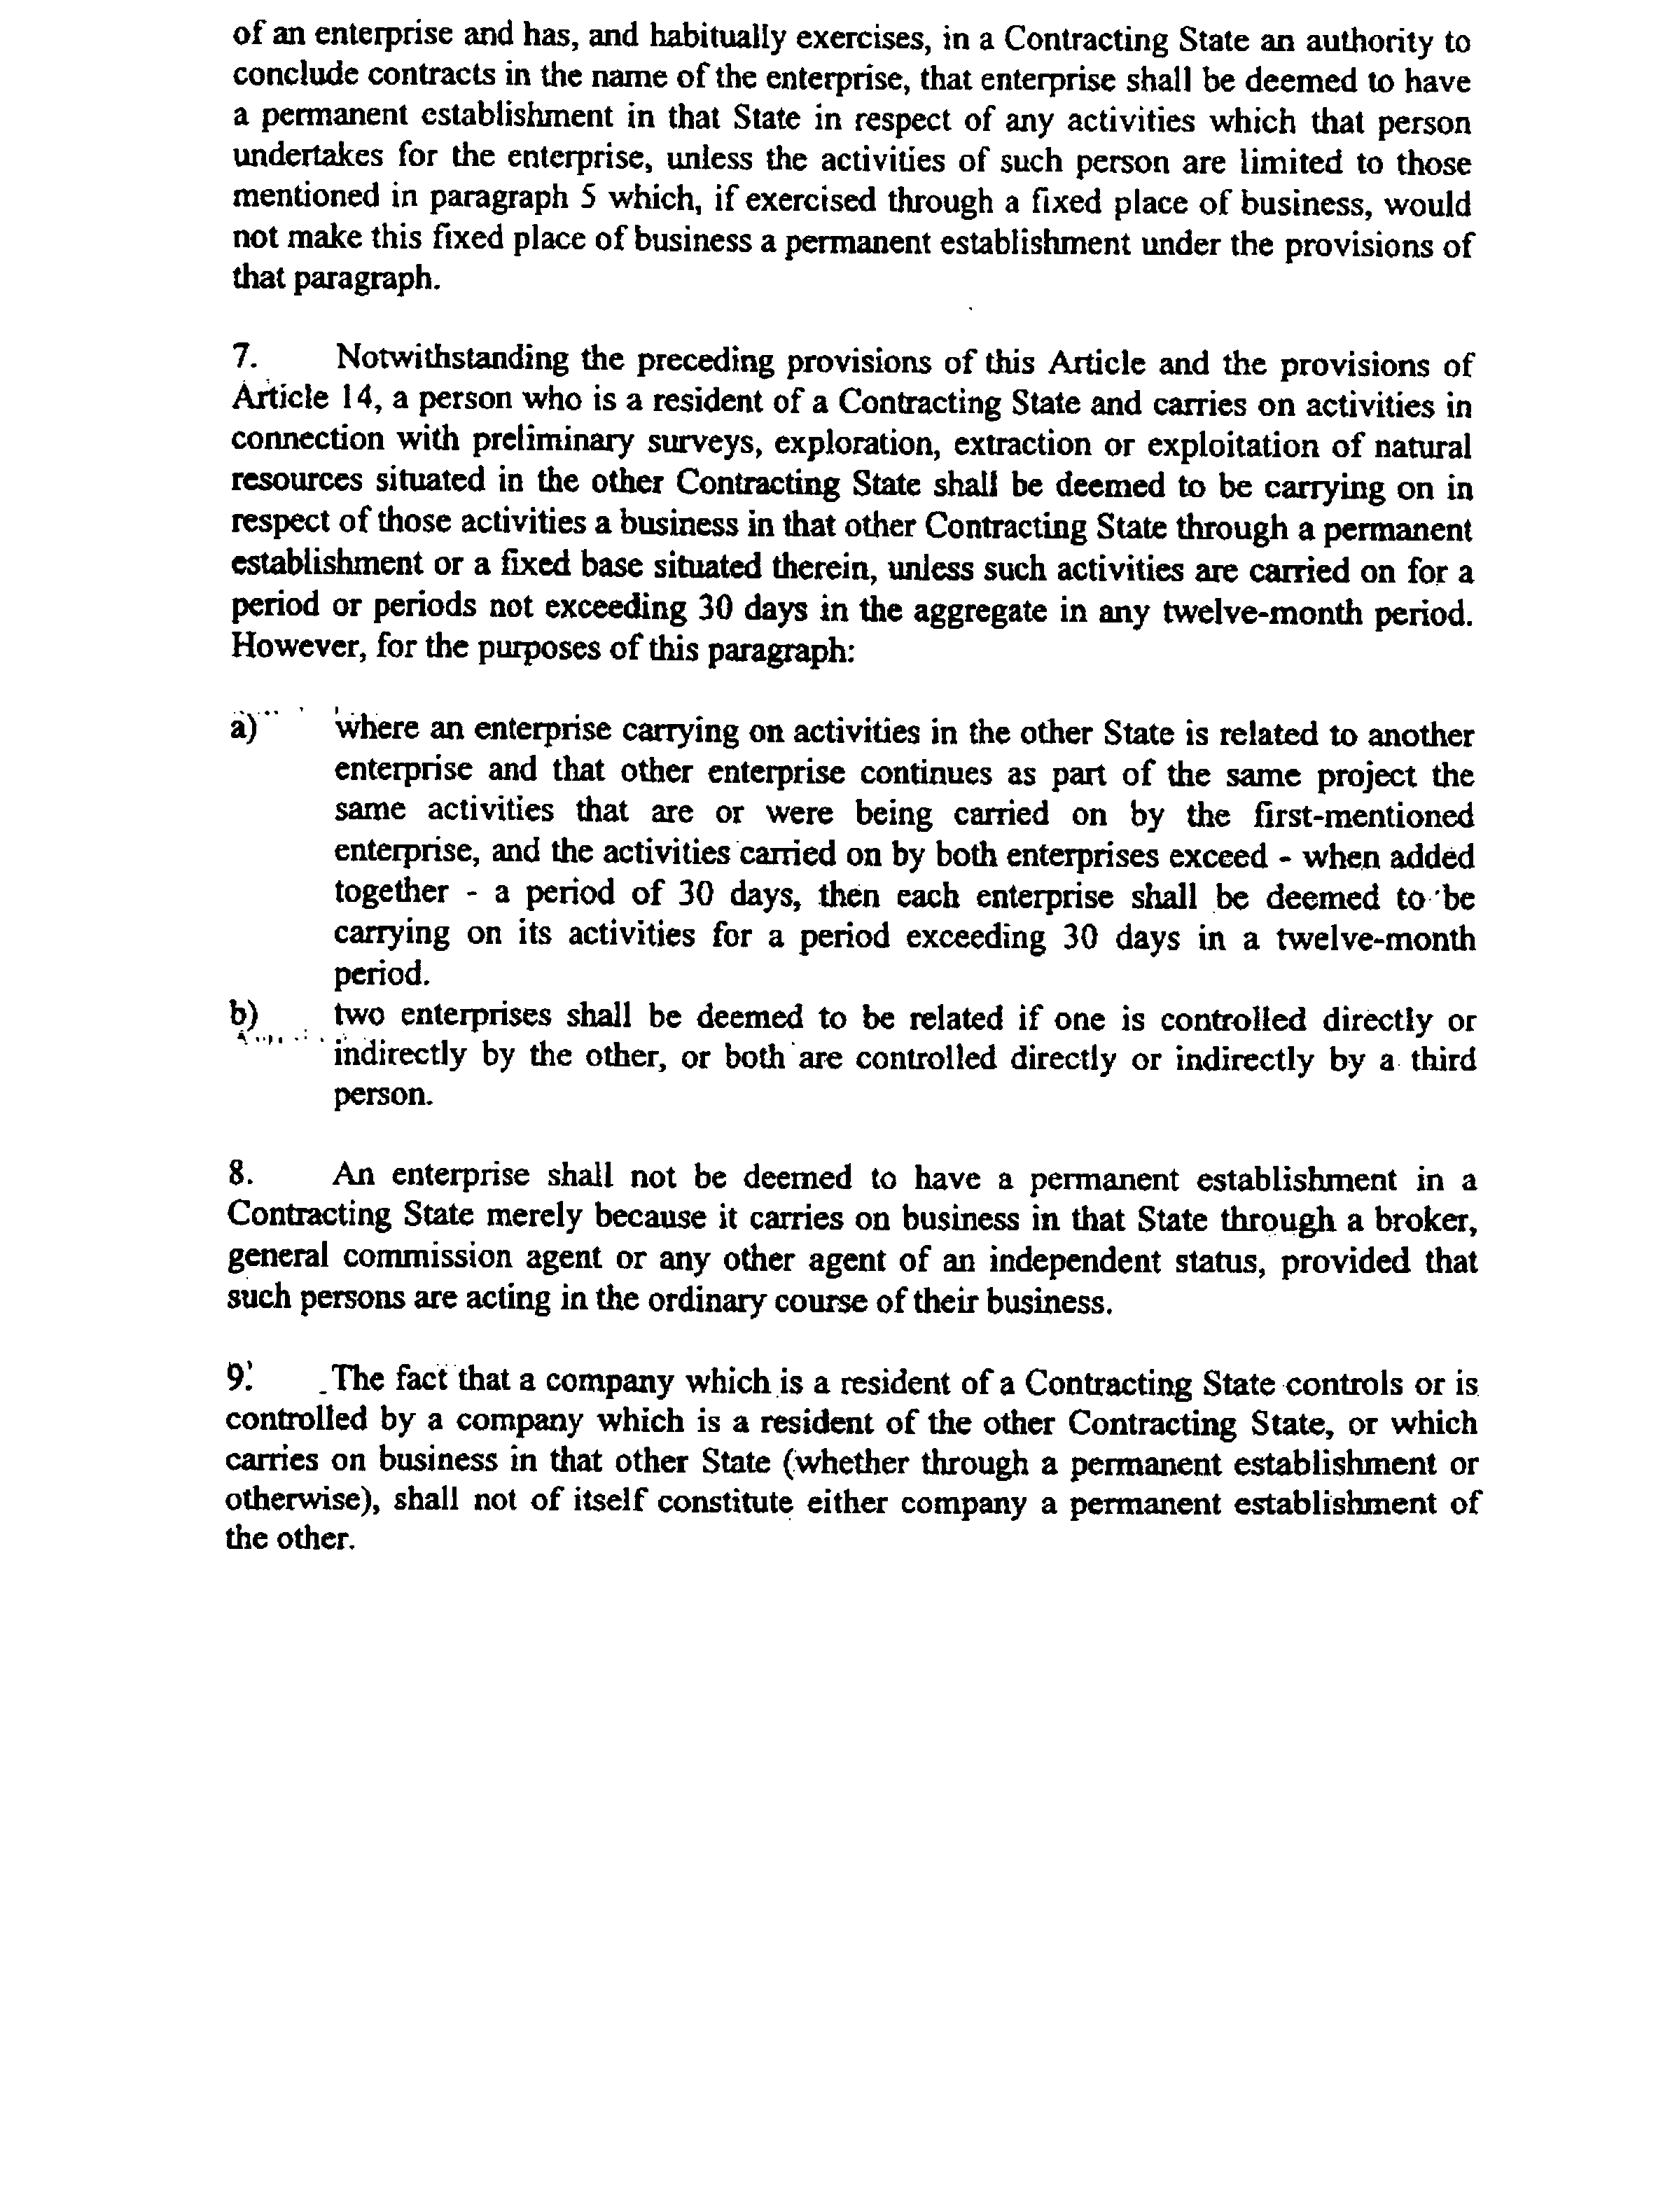 of an enterprise and has, and habitually exercises, in a Contracting State an authority to
conclude contracts in the name of the enterprise, that enterprise shall be deemed to have
a permanent establishment in that State in respect of any activities which that person
undertakes for the enterprise, unless the activities of such person are limited to those
mentioned in paragraph 5 which, if exercised through a fixed place of business, would
not make this fixed place of business a permanent establishment under the provisions of
that paragraph.
7. Notwithstanding the preceding provisions of this Article and the provisions of
Article 14, a person who is a resident of a Contracting State and carries on activities in
connection with preliminary surveys, exploration, extraction or exploitation of natural
resources situated in the other Contracting State shall be deemed to be carrying on in
respect of those activities a business in that other Contracting State through a permanent
establishment or a fixed base situated therein, unless such activities are carried on for a
period or periods not exceeding 30 days in the aggregate in any twelve-month period.
However, for the purposes of this paragraph:
a) where an enterprise carrying on activities in the other State is related to another
enterprise and that other enterprise continues as part of the same project the
same activities that are or were being carried on by the first-mentioned
enterprise, and the activities carried on by both enterprises exceed - when added
together - a period of 30 days, then each enterprise shall be deemed to be
carrying on its activities for a period exceeding 30 days in a twelve-month
period.
b) two enterprises shall be deemed to be related if one is controlled directly or
indirectly by the other, or both are controlled directly or indirectly by a third
person.
8. An enterprise shall not be deemed to have a permanent establishment in a
Contracting State merely because it carries on business in that State through a broker,
general commission agent or any other agent of an independent status, provided that
such persons are acting in the ordinary course of their business.
9. The fact that a company which is a resident of a Contracting State controls or is
controlled by a company which is a resident of the other Contracting State, or which
carries on business in that other State (whether through a permanent establishment or
otherwise), shall not of itself constitute either company a permanent establishment of
the other.